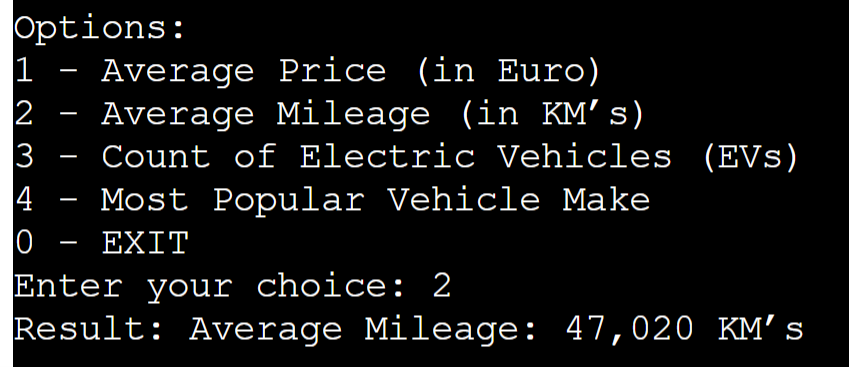 Options:
1 – Average Price (in Euro)
2 – Average Mileage (in KM’s)
3 – Count of Electric Vehicles (EVs)
4 – Most Popular Vehicle Make
0 – EXIT
Enter your choice: 2
Result: Average Mileage: 47,020 KM’s